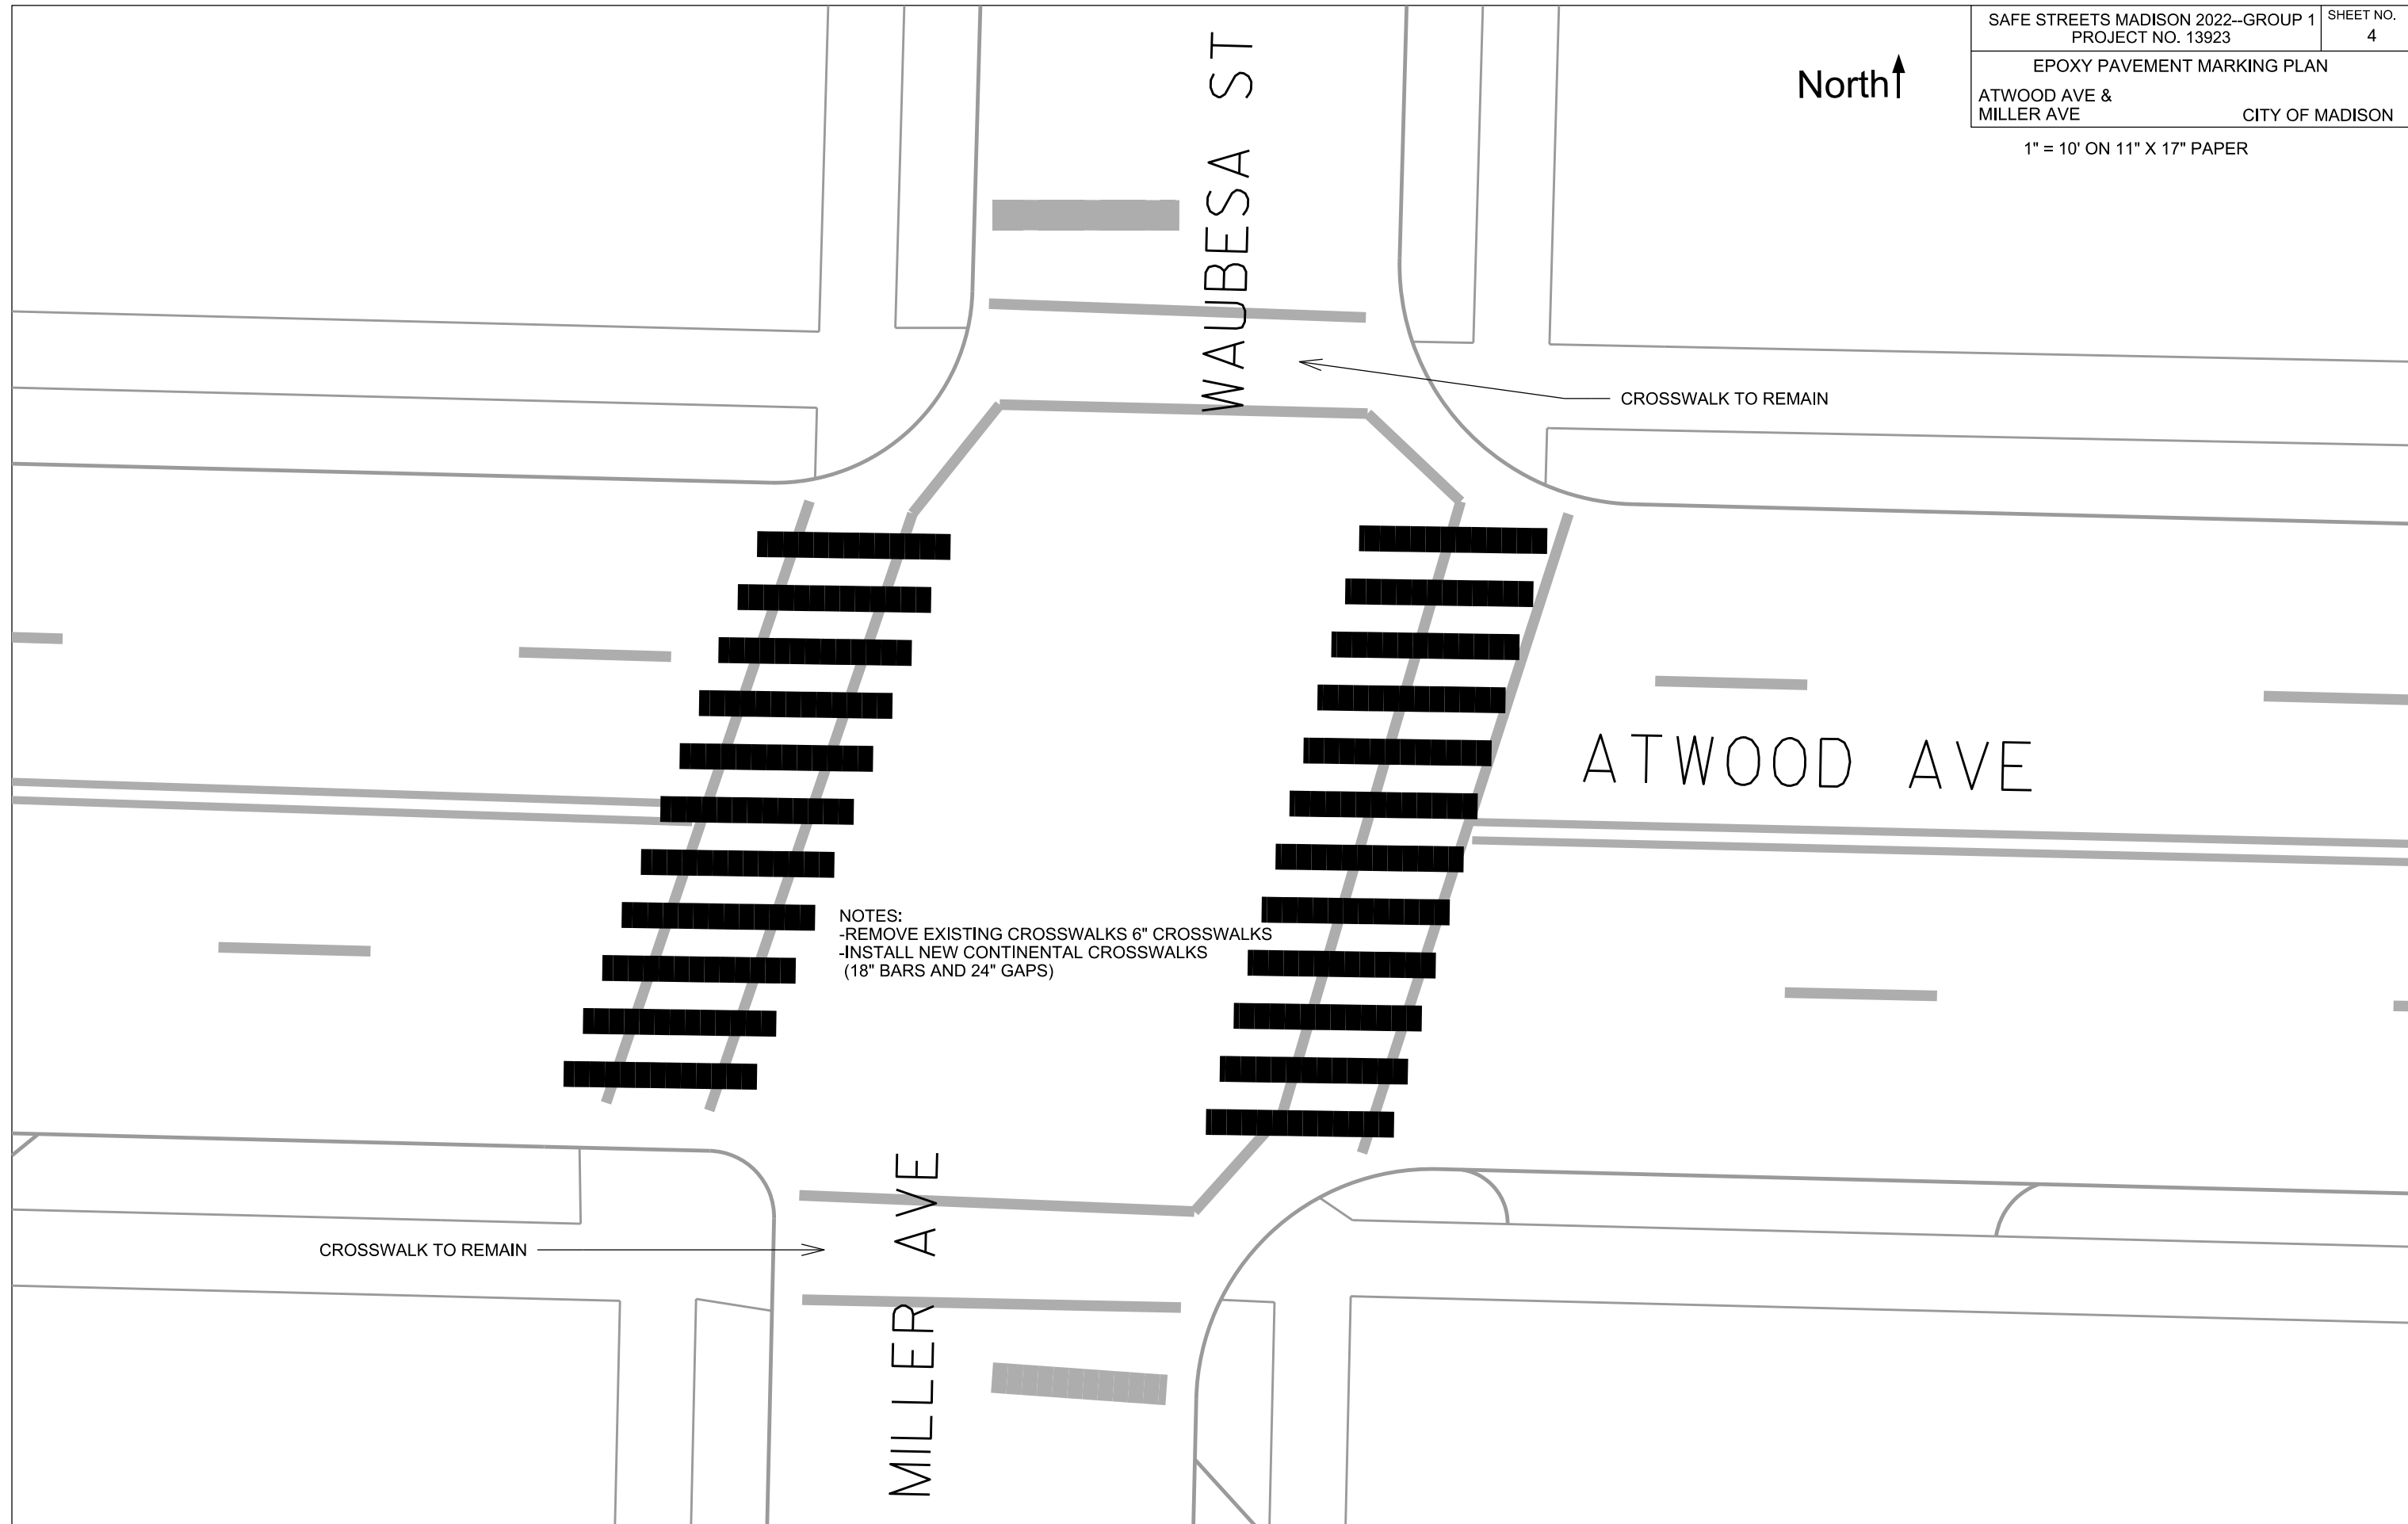 SAFE STREETS MADISON 2022--GROUP 1
PROJECT NO. 13923
SHEET NO.
4
EPOXY PAVEMENT MARKING PLAN
ATWOOD AVE &
MILLER AVE
CITY OF MADISON
1" = 10' ON 11" X 17" PAPER
North
WAUBESA ST
CROSSWALK TO REMAIN
ATWOOD AVE
NOTES:
-REMOVE EXISTING CROSSWALKS 6" CROSSWALKS
-INSTALL NEW CONTINENTAL CROSSWALKS
(18" BARS AND 24" GAPS)
CROSSWALK TO REMAIN
MILLER AVE